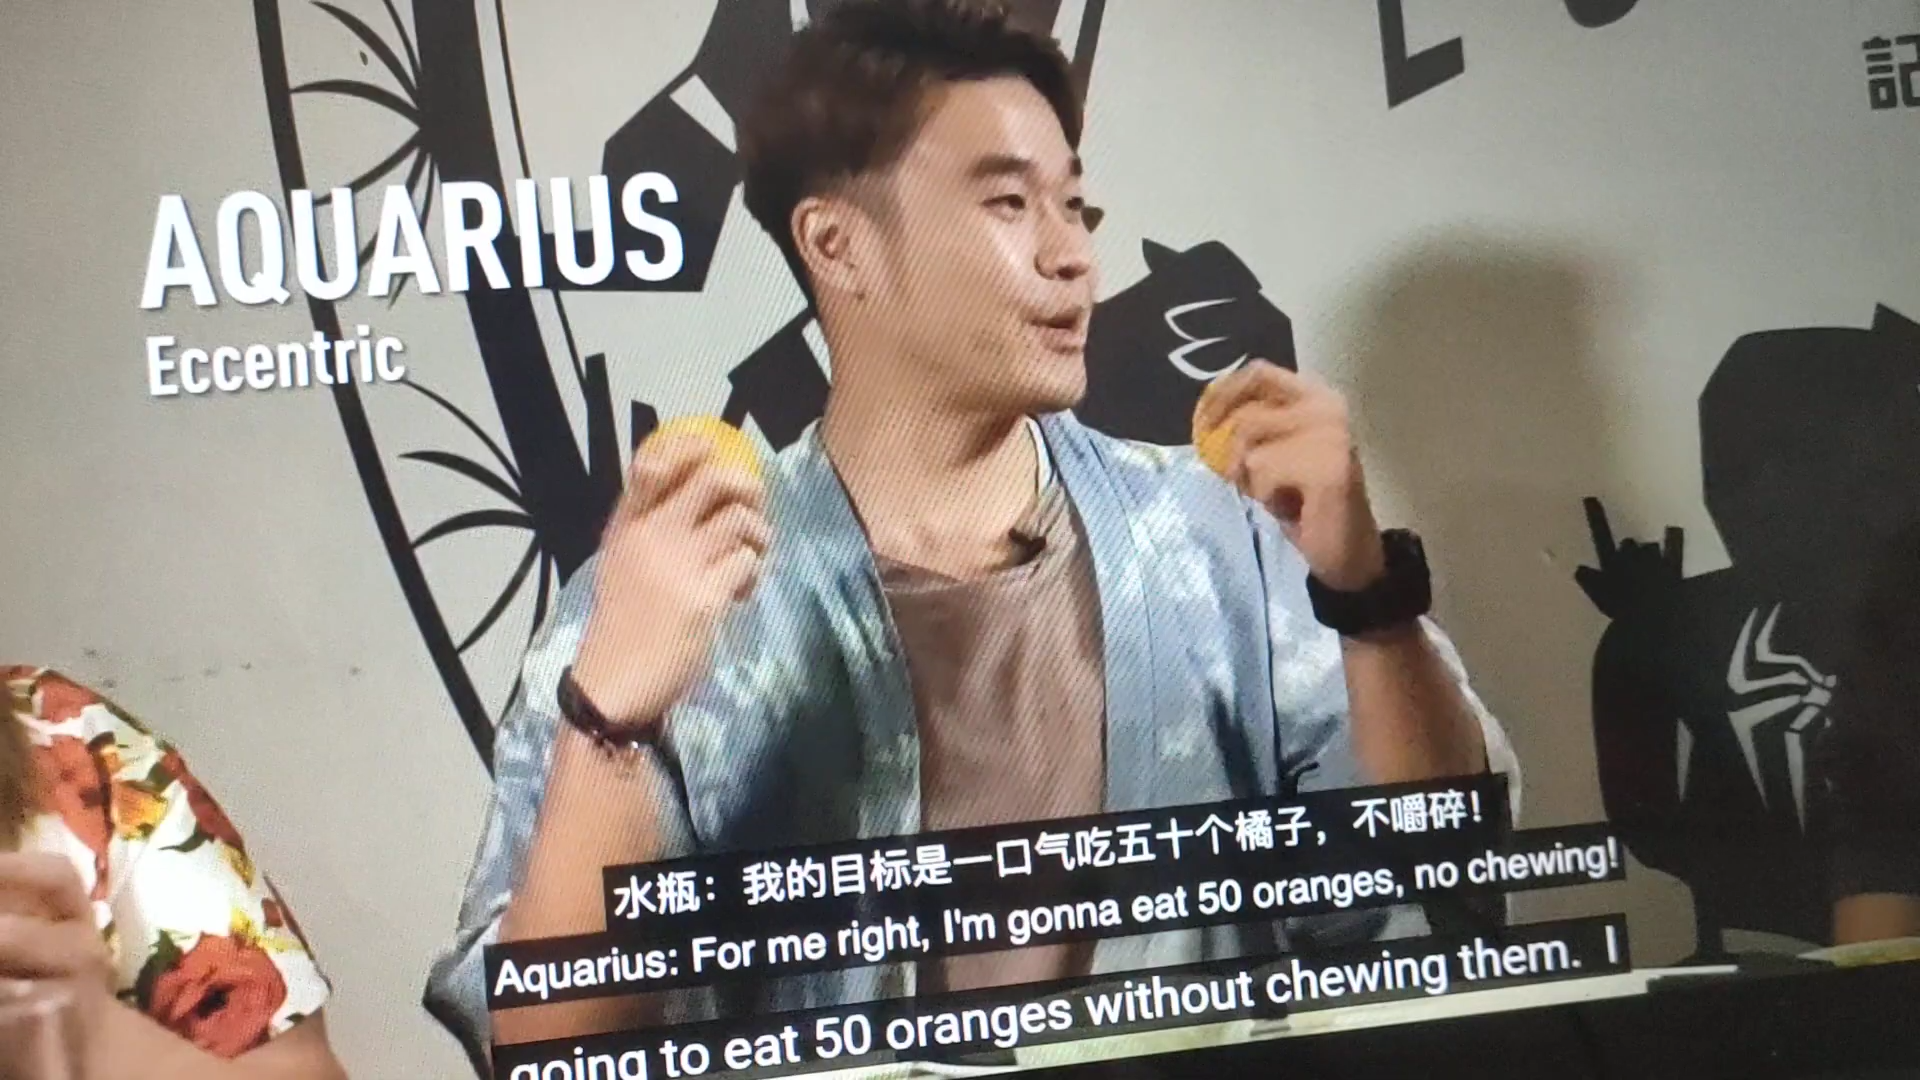 記
AQUARIUS
Eccentric
水瓶：我的目标是一口气吃五十个橘子，不嚼碎！
Aquarius: For me right, I'm gonna eat 50 oranges, no chewing!
going to eat 50 oranges without chewing them. I